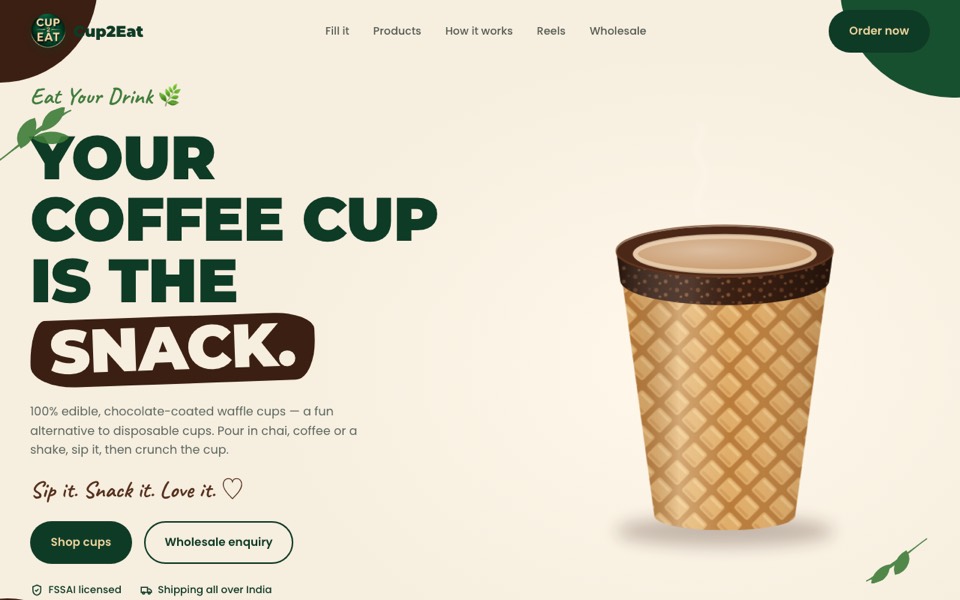 CUP
2
EAT
Cup2Eat
Fill it
Products
How it works
Reels
Wholesale
Order now
Eat Your Drink
YOUR
COFFEE CUP
IS THE
SNACK.
100% edible, chocolate-coated waffle cups — a fun
alternative to disposable cups. Pour in chai, coffee or a
shake, sip it, then crunch the cup.
Sip it. Snack it. Love it.
Shop cups
Wholesale enquiry
FSSAI licensed
Shipping all over India